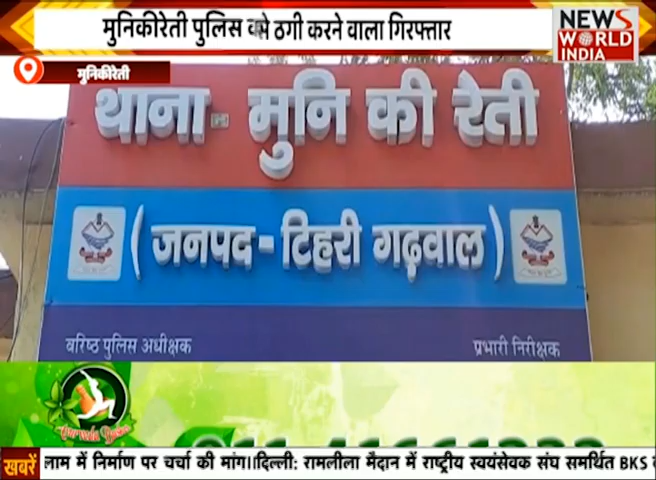 मुनिकीरेती पुलिस ठगी करने वाला गिरफ्तार
NEWS
WORLD
INDIA
मुनिकीरेती
थाना - मुनि की रेती
(जनपद - टिहरी गढ़वाल)
वरिष्ठ पुलिस अधीक्षक
प्रभारी निरीक्षक
खबरें
लाम में निर्माण पर चर्चा की मांग।। दिल्ली: रामलीला मैदान में राष्ट्रीय स्वयंसेवक संघ समर्थित BKS